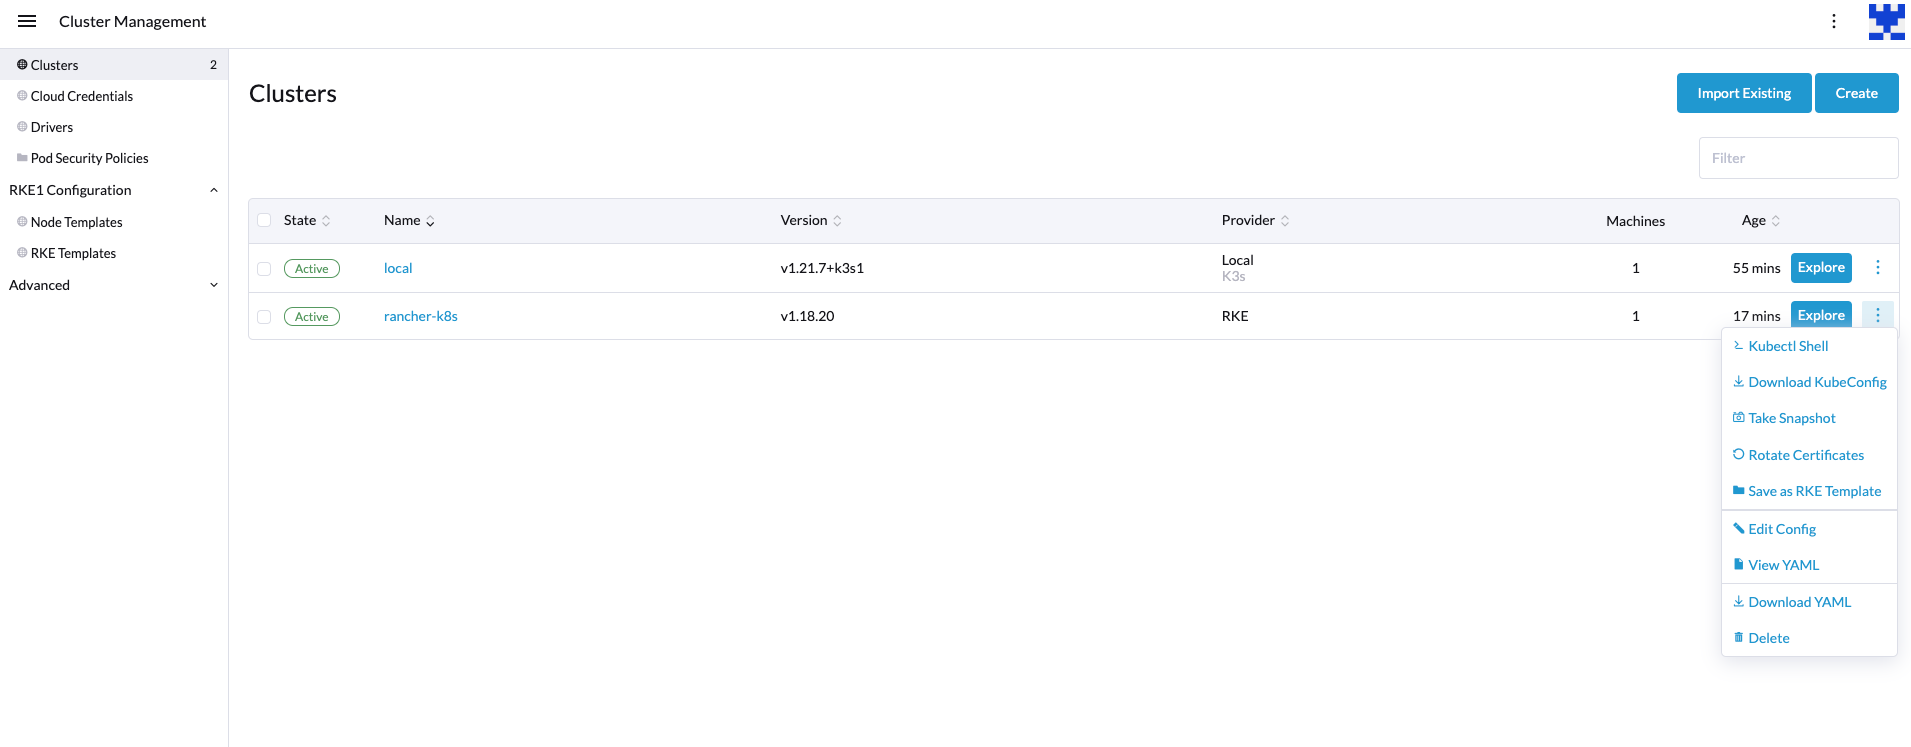 Cluster Management
Clusters 2
Cloud Credentials
Drivers
Pod Security Policies
RKE1 Configuration
Node Templates
RKE Templates
Advanced
Clusters
Import Existing
Create
Filter
State Name Version Provider Machines Age
Active local v1.21.7+k3s1 Local K3s 1 55 mins Explore
Active rancher-k8s v1.18.20 RKE 1 17 mins Explore
Kubectl Shell
Download KubeConfig
Take Snapshot
Rotate Certificates
Save as RKE Template
Edit Config
View YAML
Download YAML
Delete